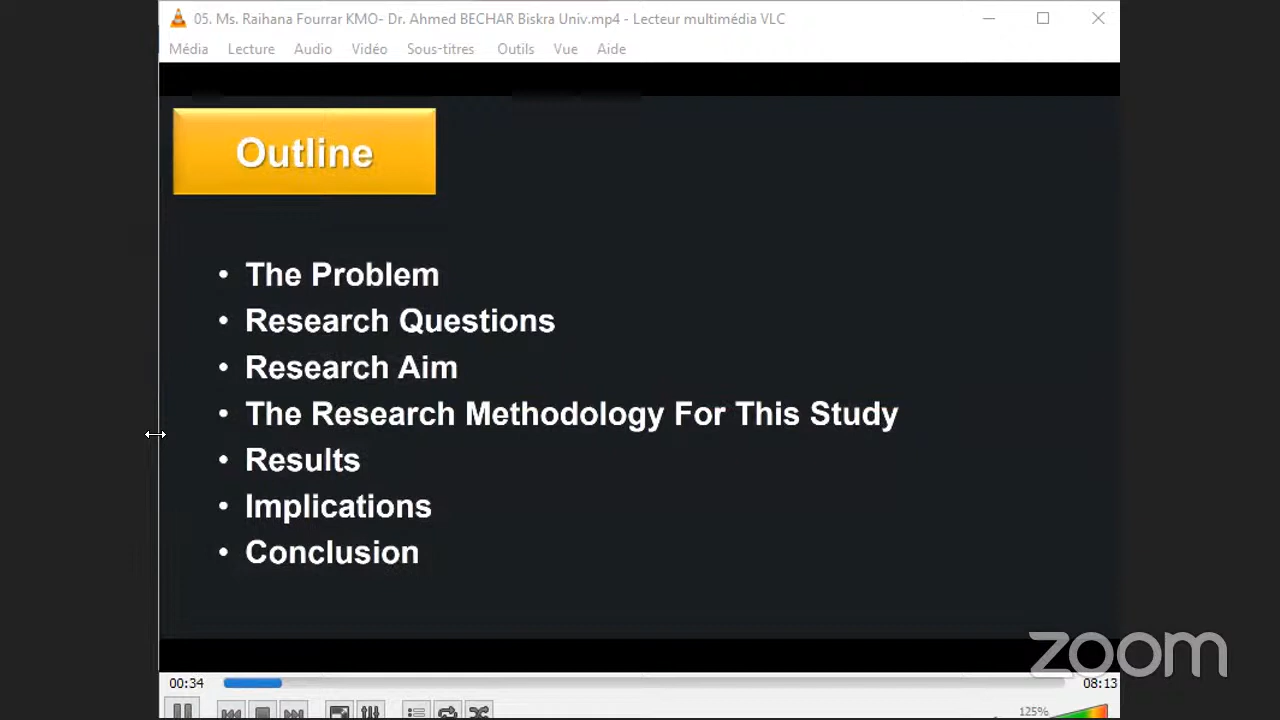 05. Ms. Raihana Fourrar KMO- Dr. Ahmed BECHAR Biskra Univ.mp4 - Lecteur multimédia VLC
Média Lecture Audio Vidéo Sous-titres Outils Vue Aide
Outline
• The Problem
• Research Questions
• Research Aim
• The Research Methodology For This Study
• Results
• Implications
• Conclusion
zoom
00:34 08:13
125%